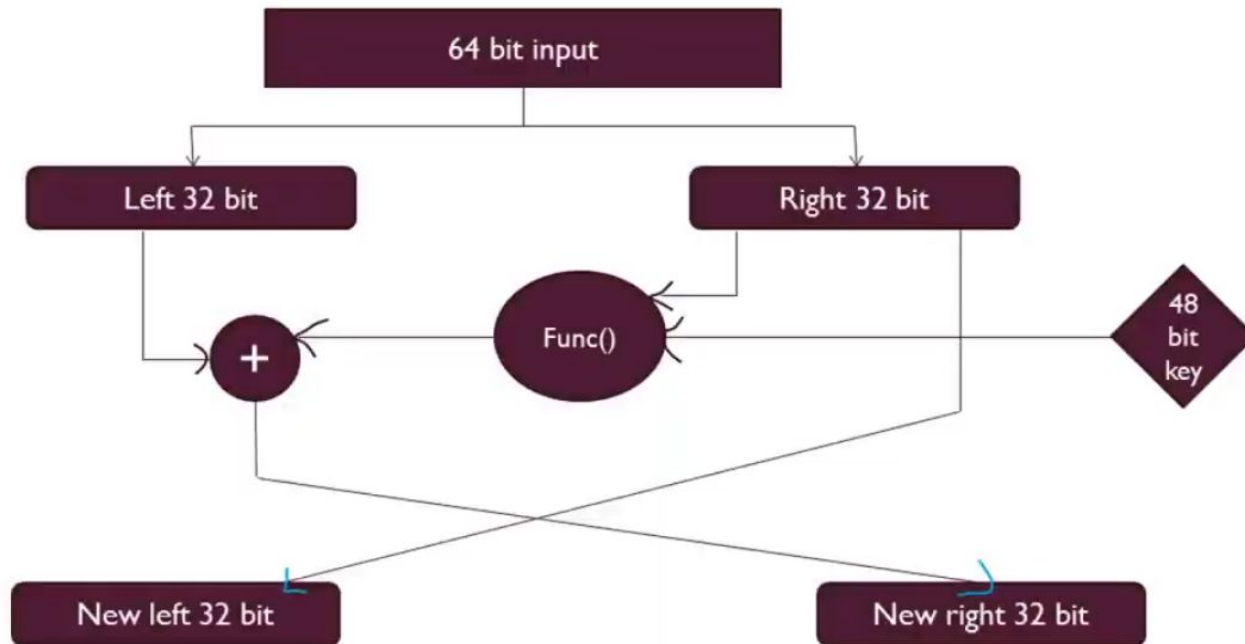 64 bit input
Left 32 bit
Right 32 bit
+
Func()
48
bit
key
New left 32 bit
New right 32 bit